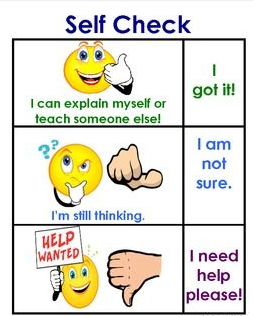 Self Check
I can explain myself or
teach someone else!
I
got it!
??
I'm still thinking.
I am
not
sure.
HELP
WANTED
I need
help
please!